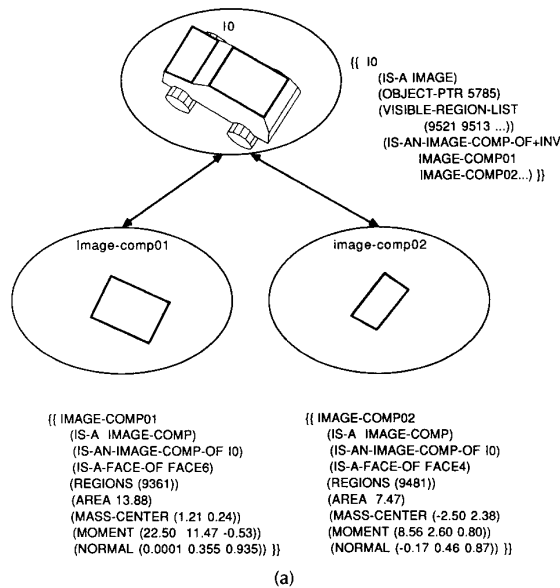 I0
{{ I0
(IS-A IMAGE)
(OBJECT-PTR 5785)
(VISIBLE-REGION-LIST
(9521 9513 ...))
(IS-AN-IMAGE-COMP-OF+INV
IMAGE-COMP01
IMAGE-COMP02...) }}
Image-comp01
image-comp02
{{ IMAGE-COMP01
(IS-A IMAGE-COMP)
(IS-AN-IMAGE-COMP-OF I0)
(IS-A-FACE-OF FACE6)
(REGIONS (9361))
(AREA 13.88)
(MASS-CENTER (1.21 0.24))
(MOMENT (22.50 11.47 -0.53))
(NORMAL (0.0001 0.355 0.935)) }}
{{ IMAGE-COMP02
(IS-A IMAGE-COMP)
(IS-AN-IMAGE-COMP-OF I0)
(IS-A-FACE-OF FACE4)
(REGIONS (9481))
(AREA 7.47)
(MASS-CENTER (-2.50 2.38)
(MOMENT (8.56 2.60 0.80))
(NORMAL (-0.17 0.46 0.87)) }}
(a)